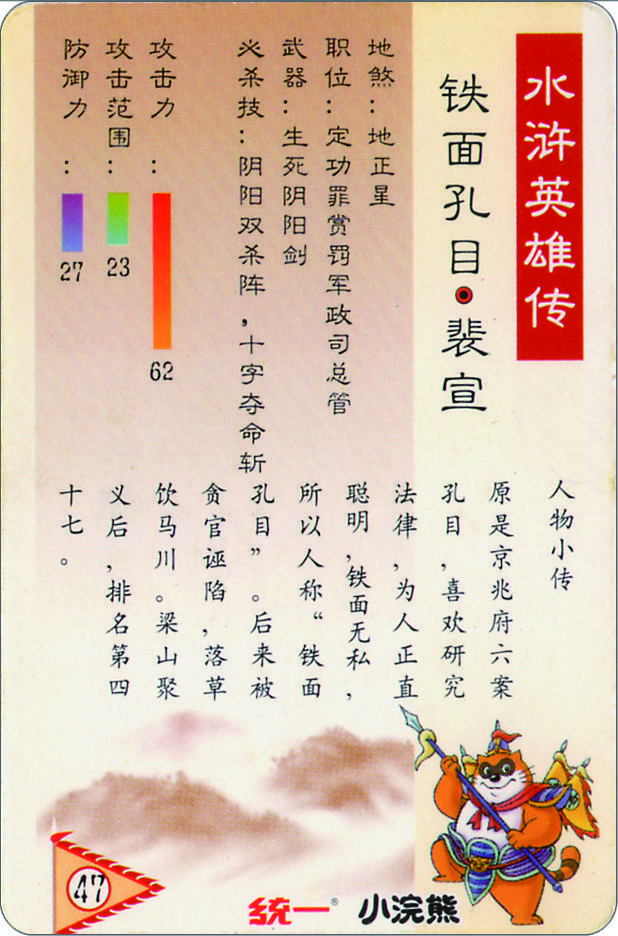 水浒英雄传
铁面孔目·裴宣
地煞：地正星
职位：定功罪赏罚军政司总管
武器：生死阴阳剑
必杀技：阴阳双杀阵，十字夺命斩
攻击力：62
攻击范围：23
防御力：27
人物小传
原是京兆府六案
孔目，喜欢研究
法律，为人正直
聪明，铁面无私，
所以人称“铁面
孔目”。后来被
贪官诬陷，落草
饮马川。梁山聚
义后，排名第四
十七。
47
统一® 小浣熊